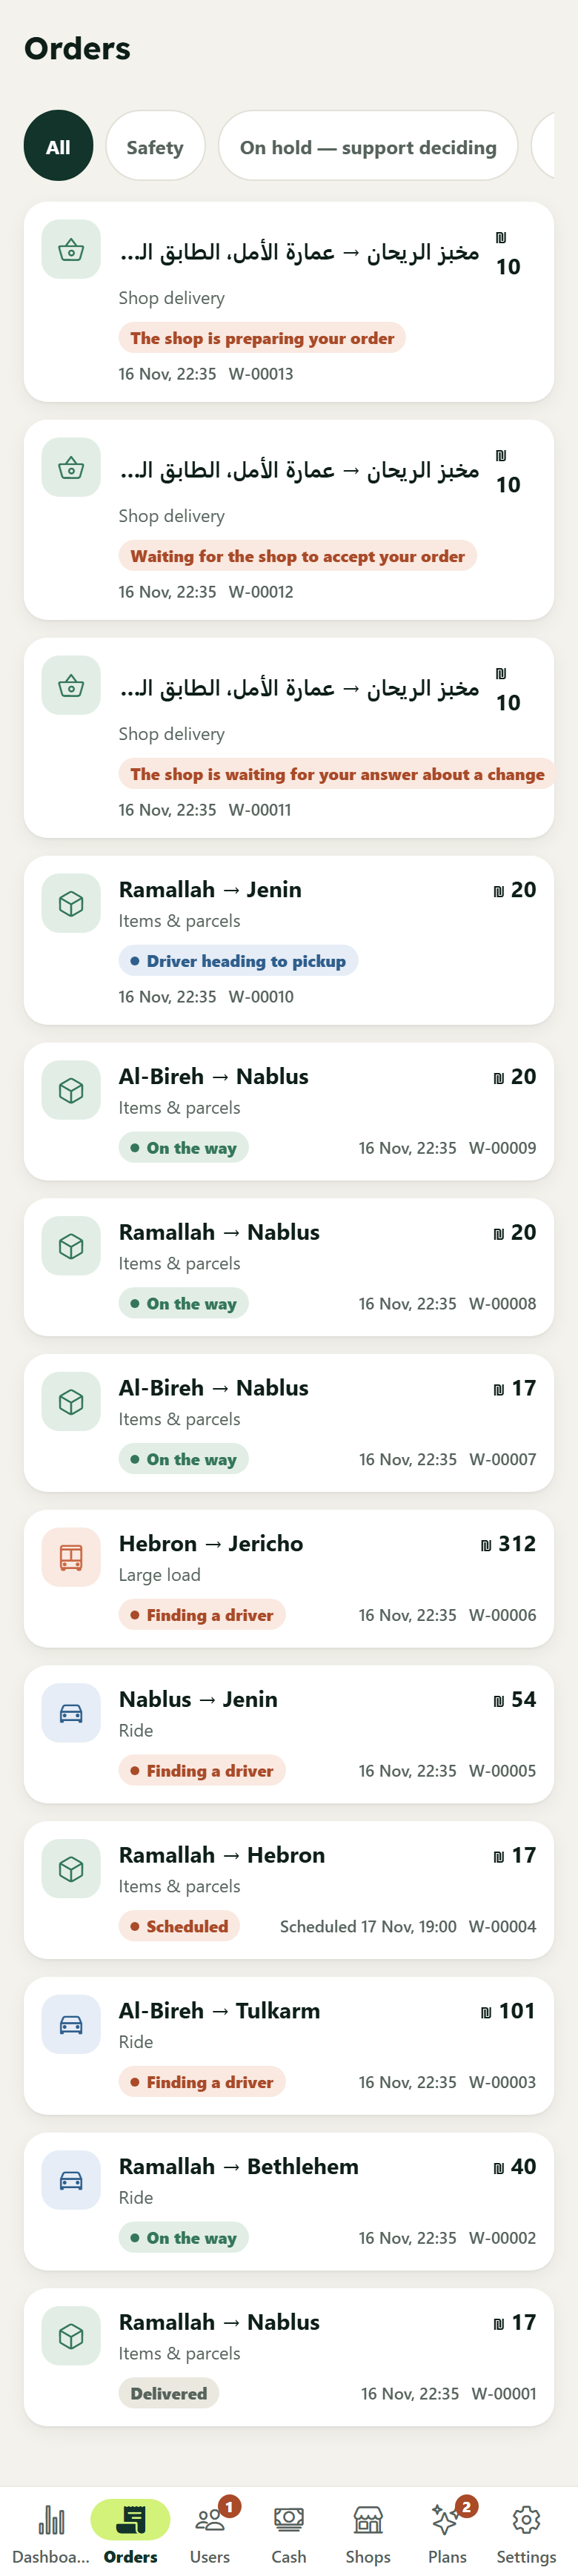 Orders
All
Safety
On hold — support deciding
مخبز الريحان → عمارة الأمل، الطابق الـ...
₪ 10
Shop delivery
The shop is preparing your order
16 Nov, 22:35 W-00013
مخبز الريحان → عمارة الأمل، الطابق الـ...
₪ 10
Shop delivery
Waiting for the shop to accept your order
16 Nov, 22:35 W-00012
مخبز الريحان → عمارة الأمل، الطابق الـ...
₪ 10
Shop delivery
The shop is waiting for your answer about a change
16 Nov, 22:35 W-00011
Ramallah → Jenin ₪ 20
Items & parcels
Driver heading to pickup
16 Nov, 22:35 W-00010
Al-Bireh → Nablus ₪ 20
Items & parcels
On the way 16 Nov, 22:35 W-00009
Ramallah → Nablus ₪ 20
Items & parcels
On the way 16 Nov, 22:35 W-00008
Al-Bireh → Nablus ₪ 17
Items & parcels
On the way 16 Nov, 22:35 W-00007
Hebron → Jericho ₪ 312
Large load
Finding a driver 16 Nov, 22:35 W-00006
Nablus → Jenin ₪ 54
Ride
Finding a driver 16 Nov, 22:35 W-00005
Ramallah → Hebron ₪ 17
Items & parcels
Scheduled Scheduled 17 Nov, 19:00 W-00004
Al-Bireh → Tulkarm ₪ 101
Ride
Finding a driver 16 Nov, 22:35 W-00003
Ramallah → Bethlehem ₪ 40
Ride
On the way 16 Nov, 22:35 W-00002
Ramallah → Nablus ₪ 17
Items & parcels
Delivered 16 Nov, 22:35 W-00001
1 2
Dashboa... Orders Users Cash Shops Plans Settings